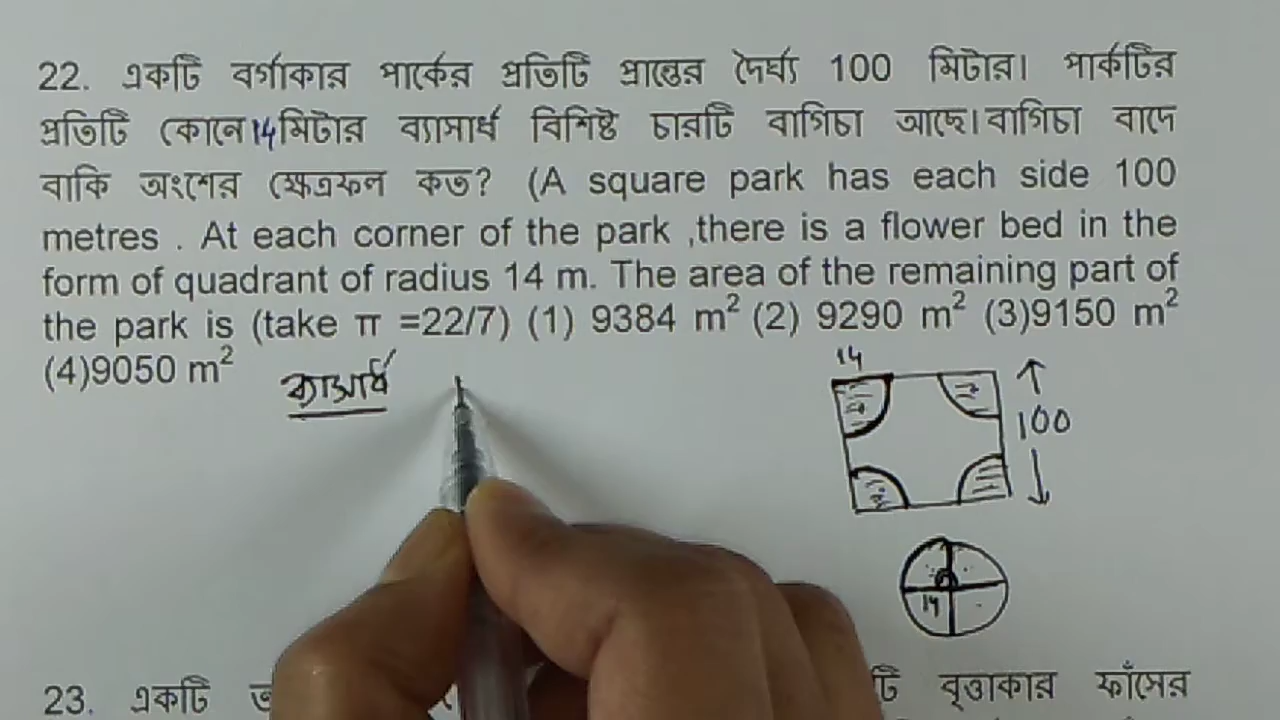 22. একটি বর্গাকার পার্কের প্রতিটি প্রান্তের দৈর্ঘ্য 100 মিটার। পার্কটির
প্রতিটি কোনে 14 মিটার ব্যাসার্ধ বিশিষ্ট চারটি বাগিচা আছে। বাগিচা বাদে
বাকি অংশের ক্ষেত্রফল কত? (A square park has each side 100
metres . At each corner of the park ,there is a flower bed in the
form of quadrant of radius 14 m. The area of the remaining part of
the park is (take π =22/7) (1) 9384 m² (2) 9290 m² (3)9150 m²
(4)9050 m²
ব্যাসার্ধ
14
100
14
23. একটি
টি বৃত্তাকার ফাঁসের